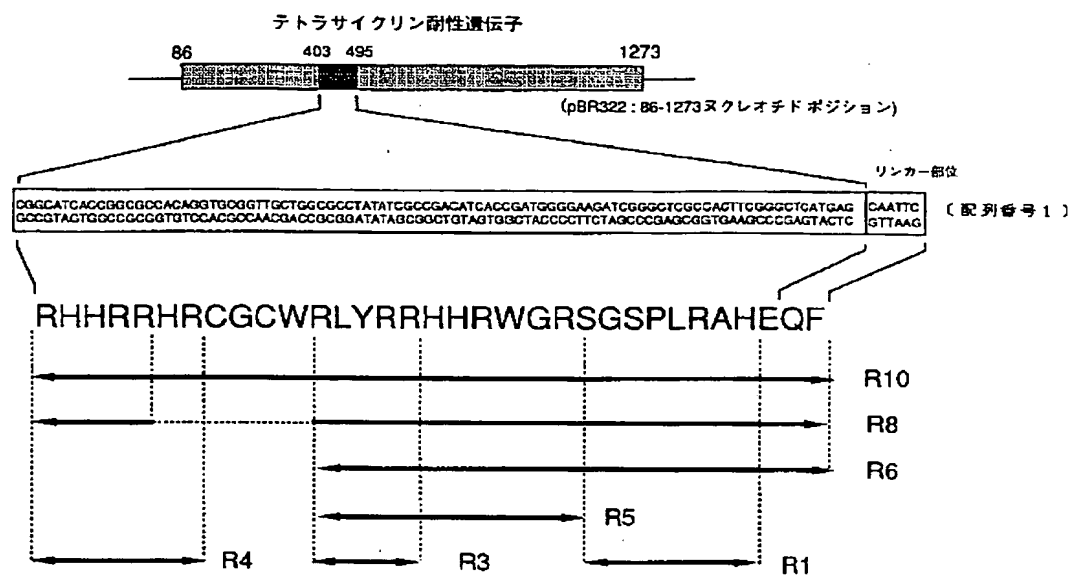 テトラサイクリン耐性遺伝子
86 403 495 1273
(pBR322 : 86-1273ヌクレオチド ポジション)
リンカー部位
CGGCATCACCGGCGCCACAGGTGCGGTTGCTGGCGCCTATATCGCCGACATCACCGATGGGGAAGATCGGGCTCGCCACTTCGGGCTCATGAG CAATTC
GCCGTAGTGGCCGCGGTGTCCACGCCAACGACCGCGGATATAGCGGCTGTAGTGGCTACCCCTTCTAGCCCGAGCGGTGAAGCCCGAGTACTC GTTAAG
(配列番号1)
RHHRRHRCGCWRLYRRHHRWGRSGSPLRAHEQF
R10
R8
R6
R5
R4 R3 R1